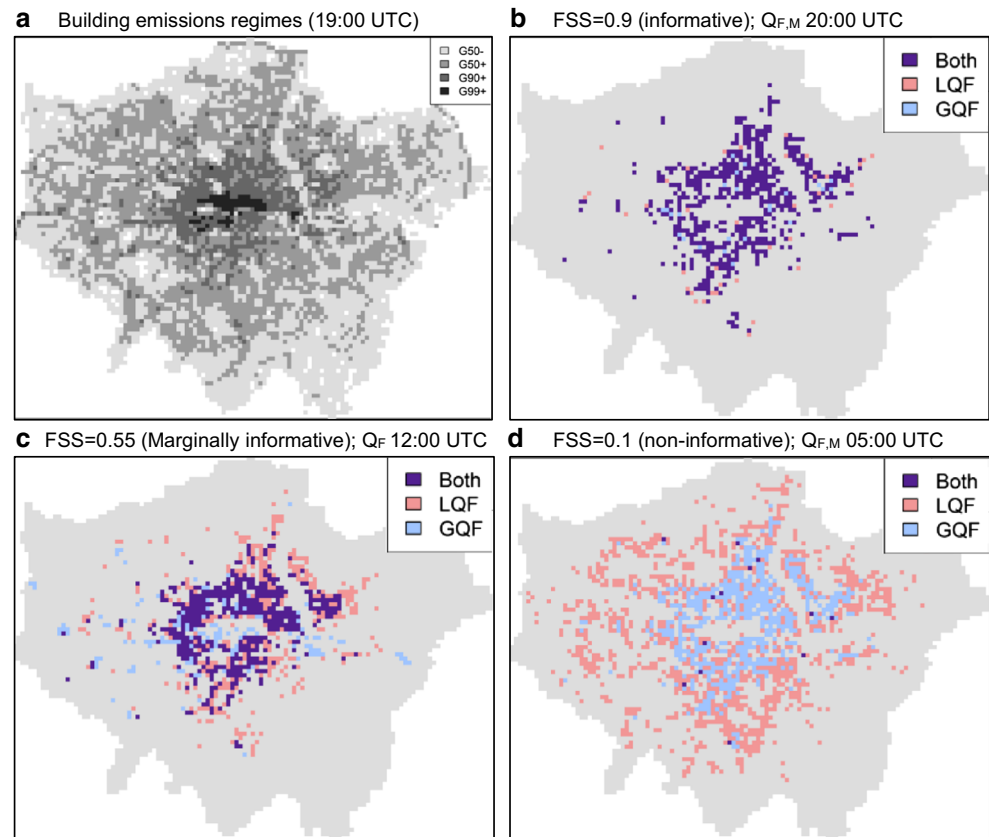 a Building emissions regimes (19:00 UTC)
G50-
G50+
G90+
G99+
b FSS=0.9 (informative); QF,M 20:00 UTC
Both
LQF
GQF
c FSS=0.55 (Marginally informative); QF 12:00 UTC
Both
LQF
GQF
d FSS=0.1 (non-informative); QF,M 05:00 UTC
Both
LQF
GQF